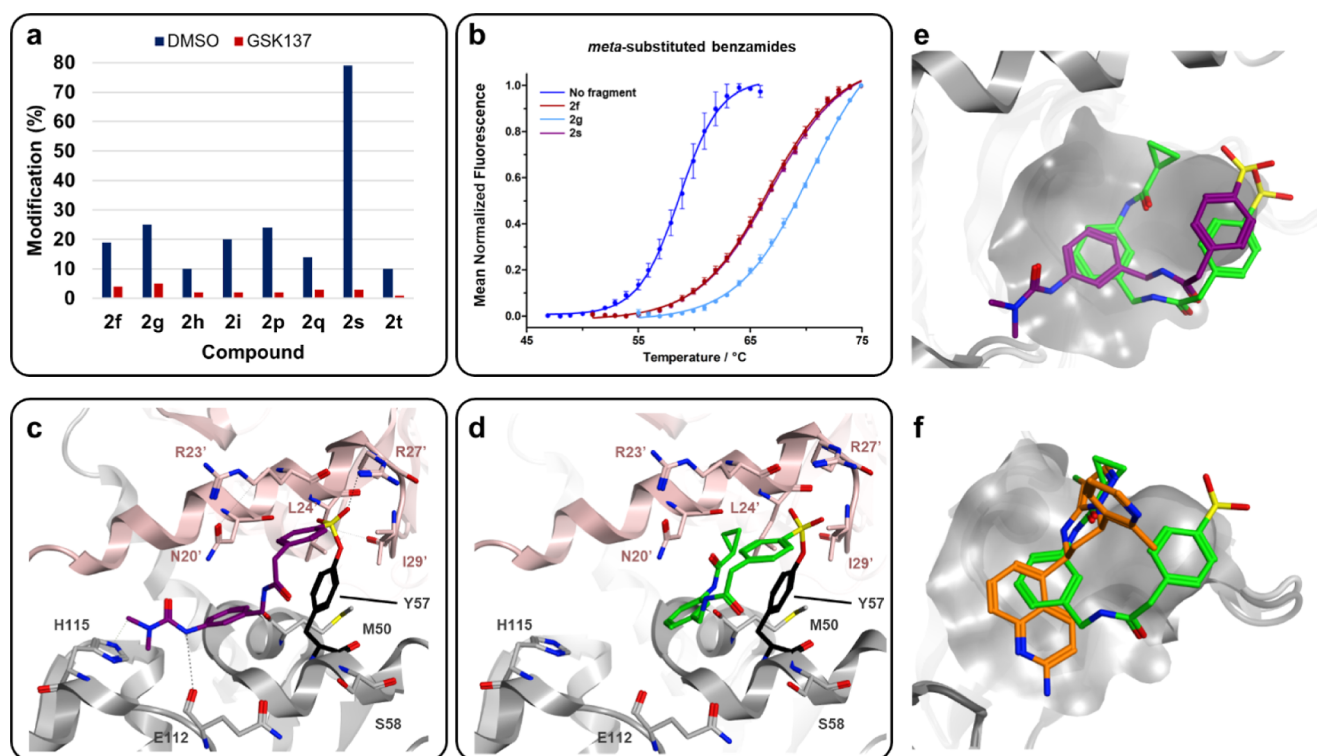 a
DMSO GSK137
Modification (%)
80
70
60
50
40
30
20
10
0
2f 2g 2h 2i 2p 2q 2s 2t
Compound
b
meta-substituted benzamides
No fragment
2f
2g
2s
Mean Normalized Fluorescence
1.0
0.8
0.6
0.4
0.2
0.0
45 55 65 75
Temperature / °C
e
c
R23'
R27'
L24'
N20'
I29'
Y57
H115
M50
S58
E112
d
R23'
R27'
L24'
N20'
I29'
Y57
H115
M50
S58
E112
f